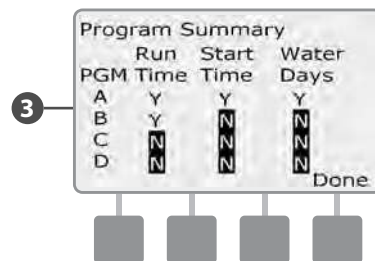 Program Summary
Run Start Water
PGM Time Time Days
3
A Y Y Y
B Y N N
C N N N
D N N N
Done